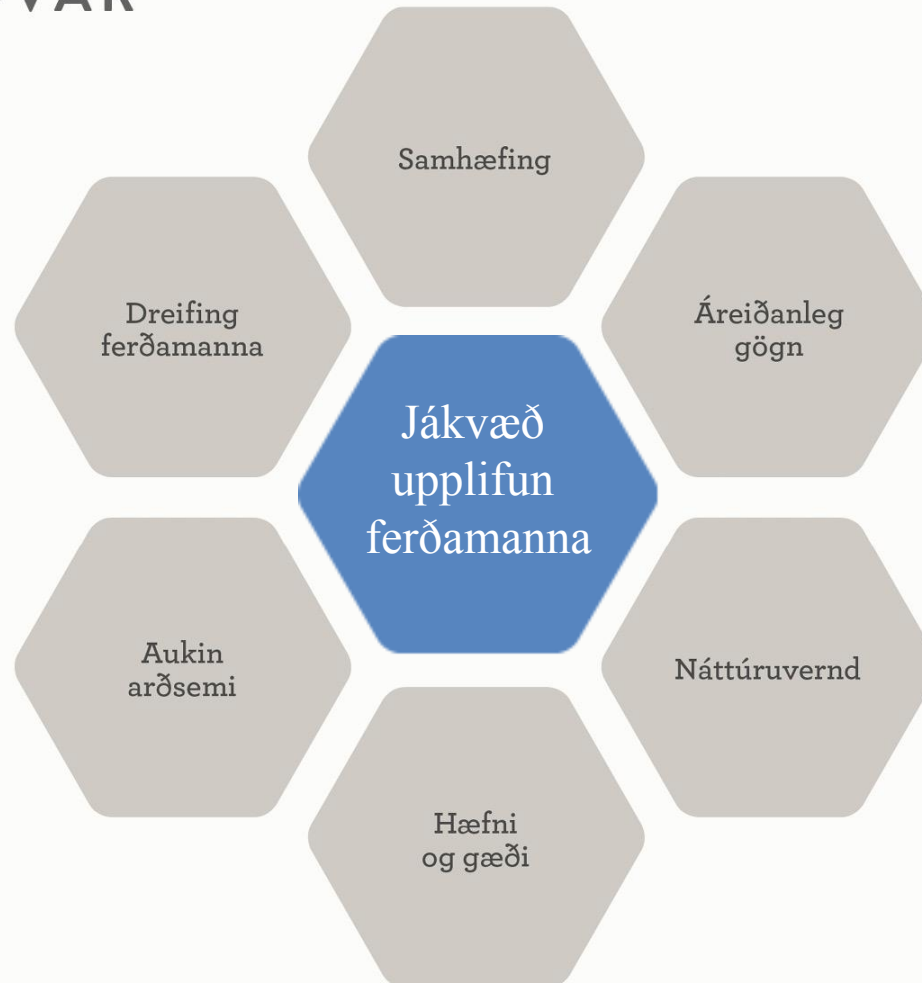 Samhæfing
Dreifing
ferðamanna
Áreiðanleg
gögn
Jákvæð
upplifun
ferðamanna
Aukin
arðsemi
Náttúruvernd
Hæfni
og gæði